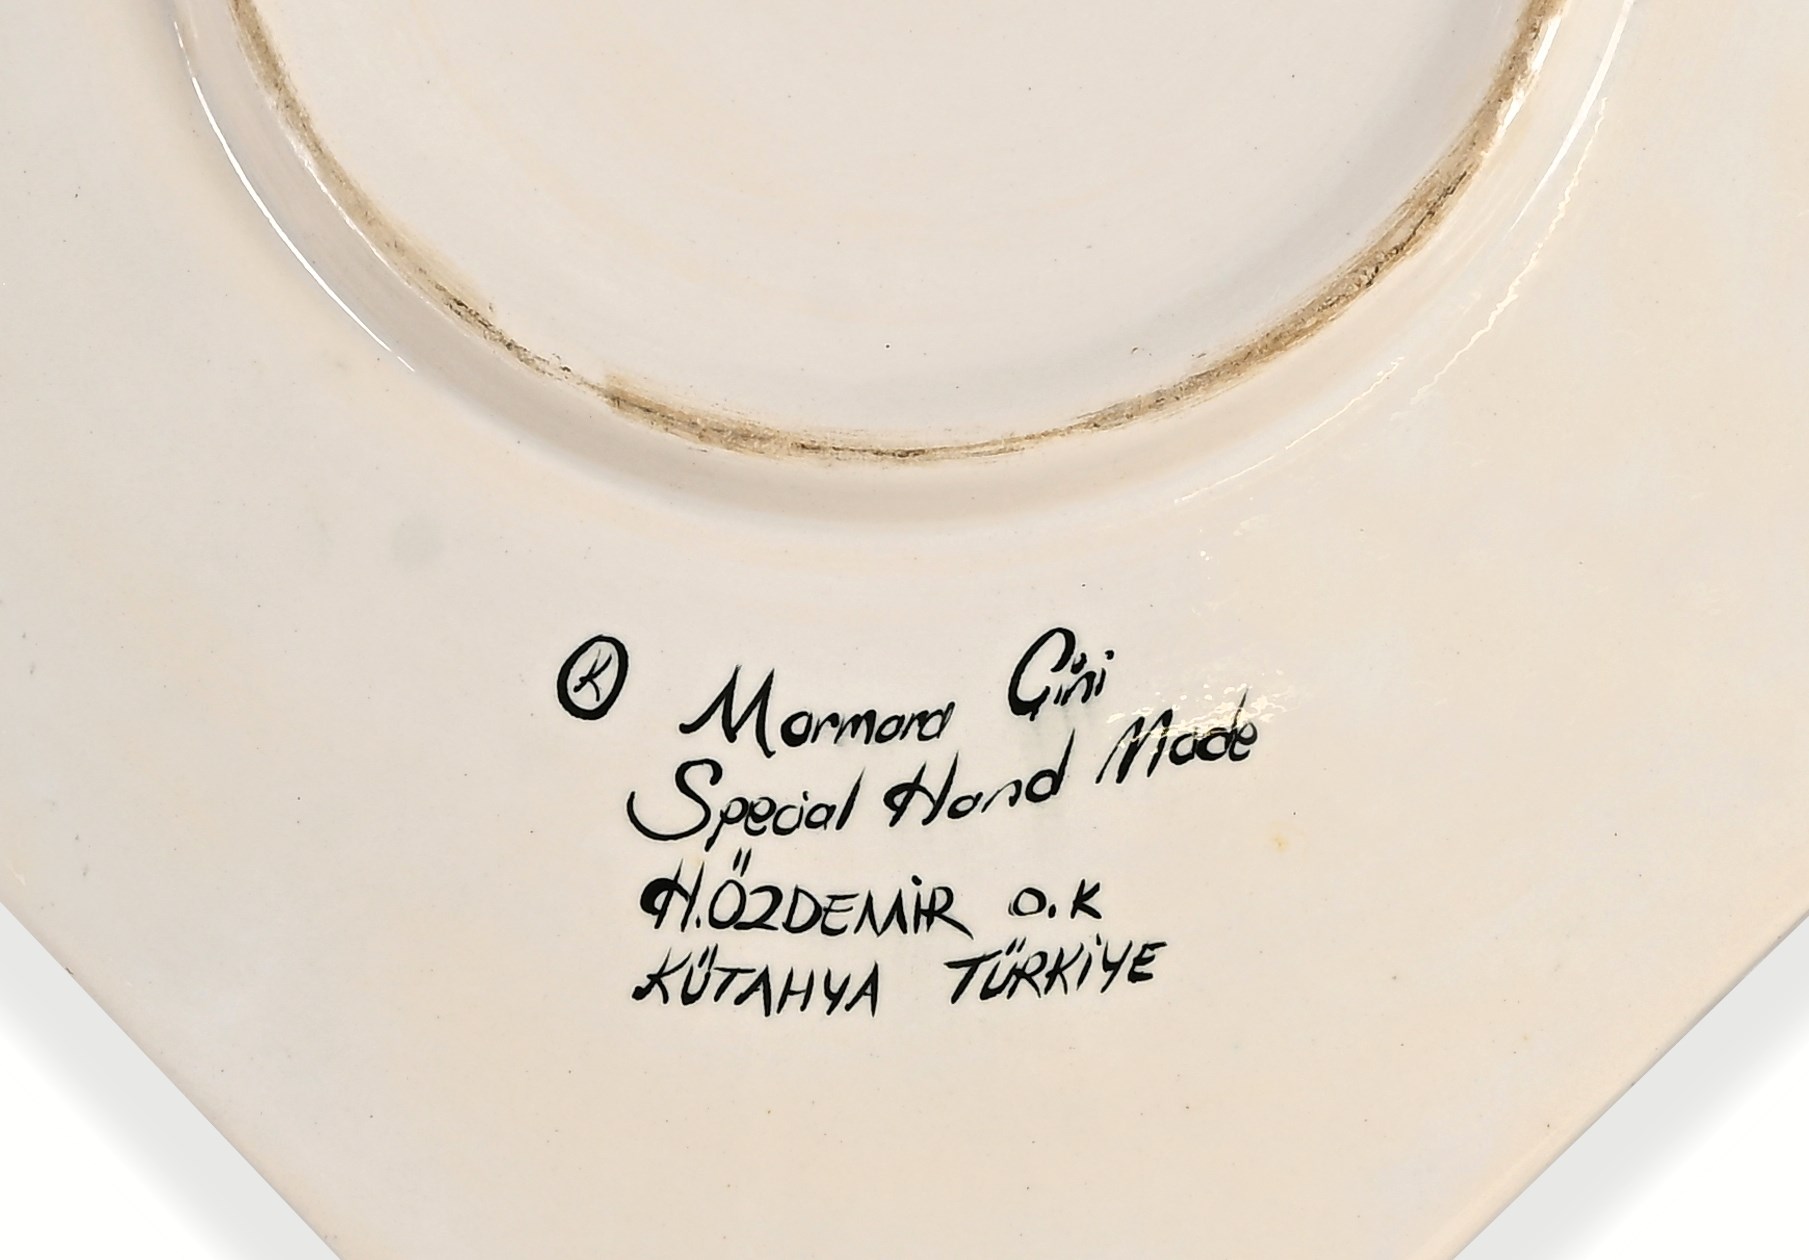 Ⓚ Marmara Çini
Special Hand Made
H.ÖZDEMİR O.K
KÜTAHYA TÜRKİYE